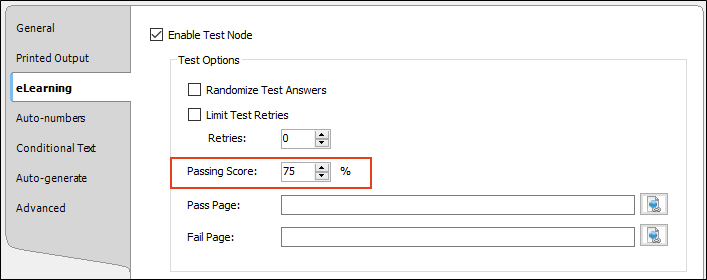 General
Printed Output
eLearning
Auto-numbers
Conditional Text
Auto-generate
Advanced
Enable Test Node
Test Options
Randomize Test Answers
Limit Test Retries
Retries: 0
Passing Score: 75 %
Pass Page:
Fail Page: